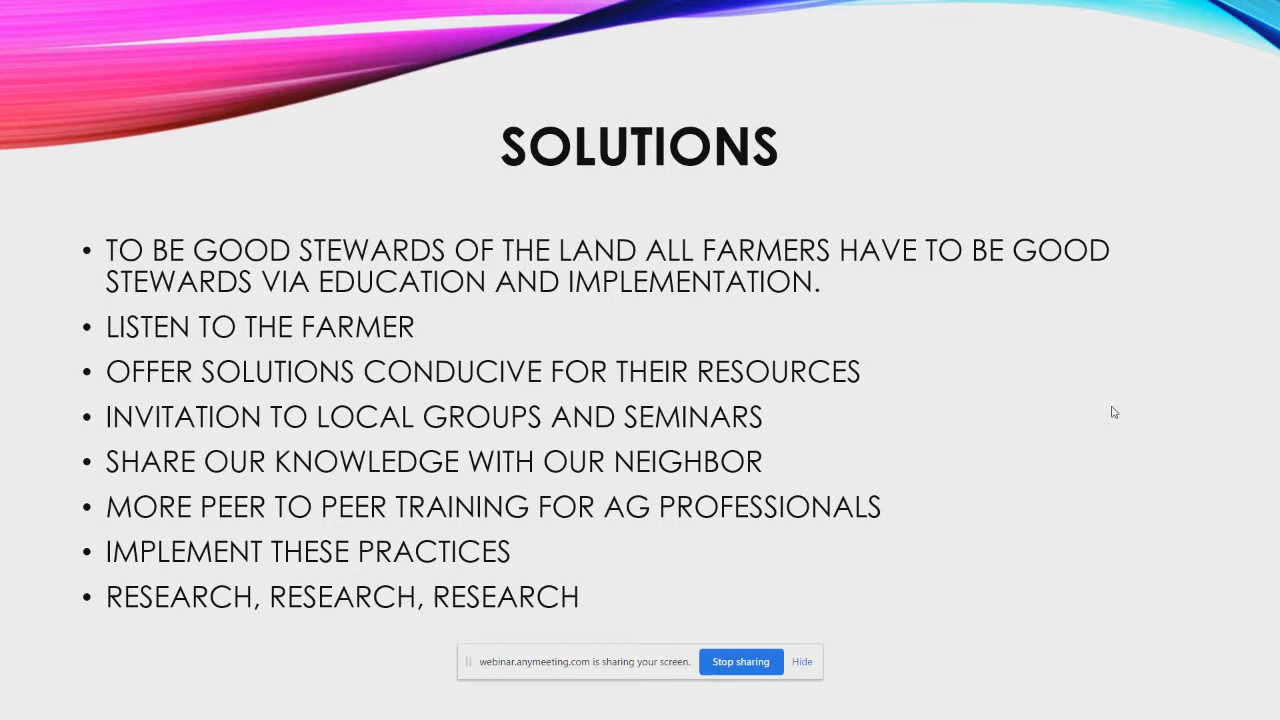 SOLUTIONS
• TO BE GOOD STEWARDS OF THE LAND ALL FARMERS HAVE TO BE GOOD
STEWARDS VIA EDUCATION AND IMPLEMENTATION.
• LISTEN TO THE FARMER
• OFFER SOLUTIONS CONDUCIVE FOR THEIR RESOURCES
• INVITATION TO LOCAL GROUPS AND SEMINARS
• SHARE OUR KNOWLEDGE WITH OUR NEIGHBOR
• MORE PEER TO PEER TRAINING FOR AG PROFESSIONALS
• IMPLEMENT THESE PRACTICES
• RESEARCH, RESEARCH, RESEARCH
webinar.anymeeting.com is sharing your screen. Stop sharing Hide